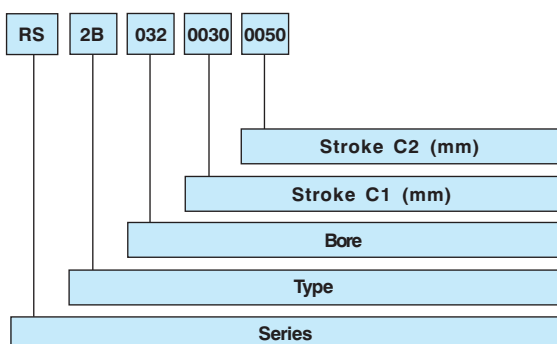 RS 2B 032 0030 0050
Stroke C2 (mm)
Stroke C1 (mm)
Bore
Type
Series